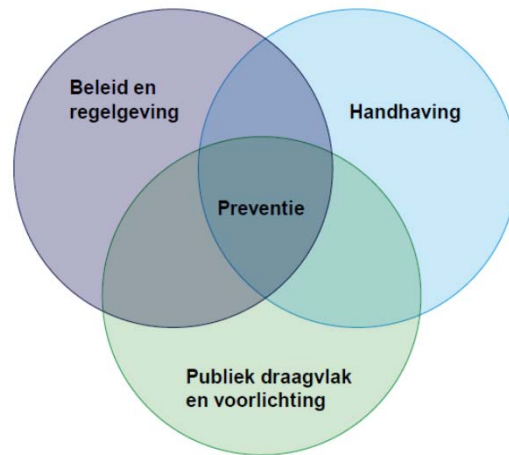 Beleid en
regelgeving
Handhaving
Preventie
Publiek draagvlak
en voorlichting